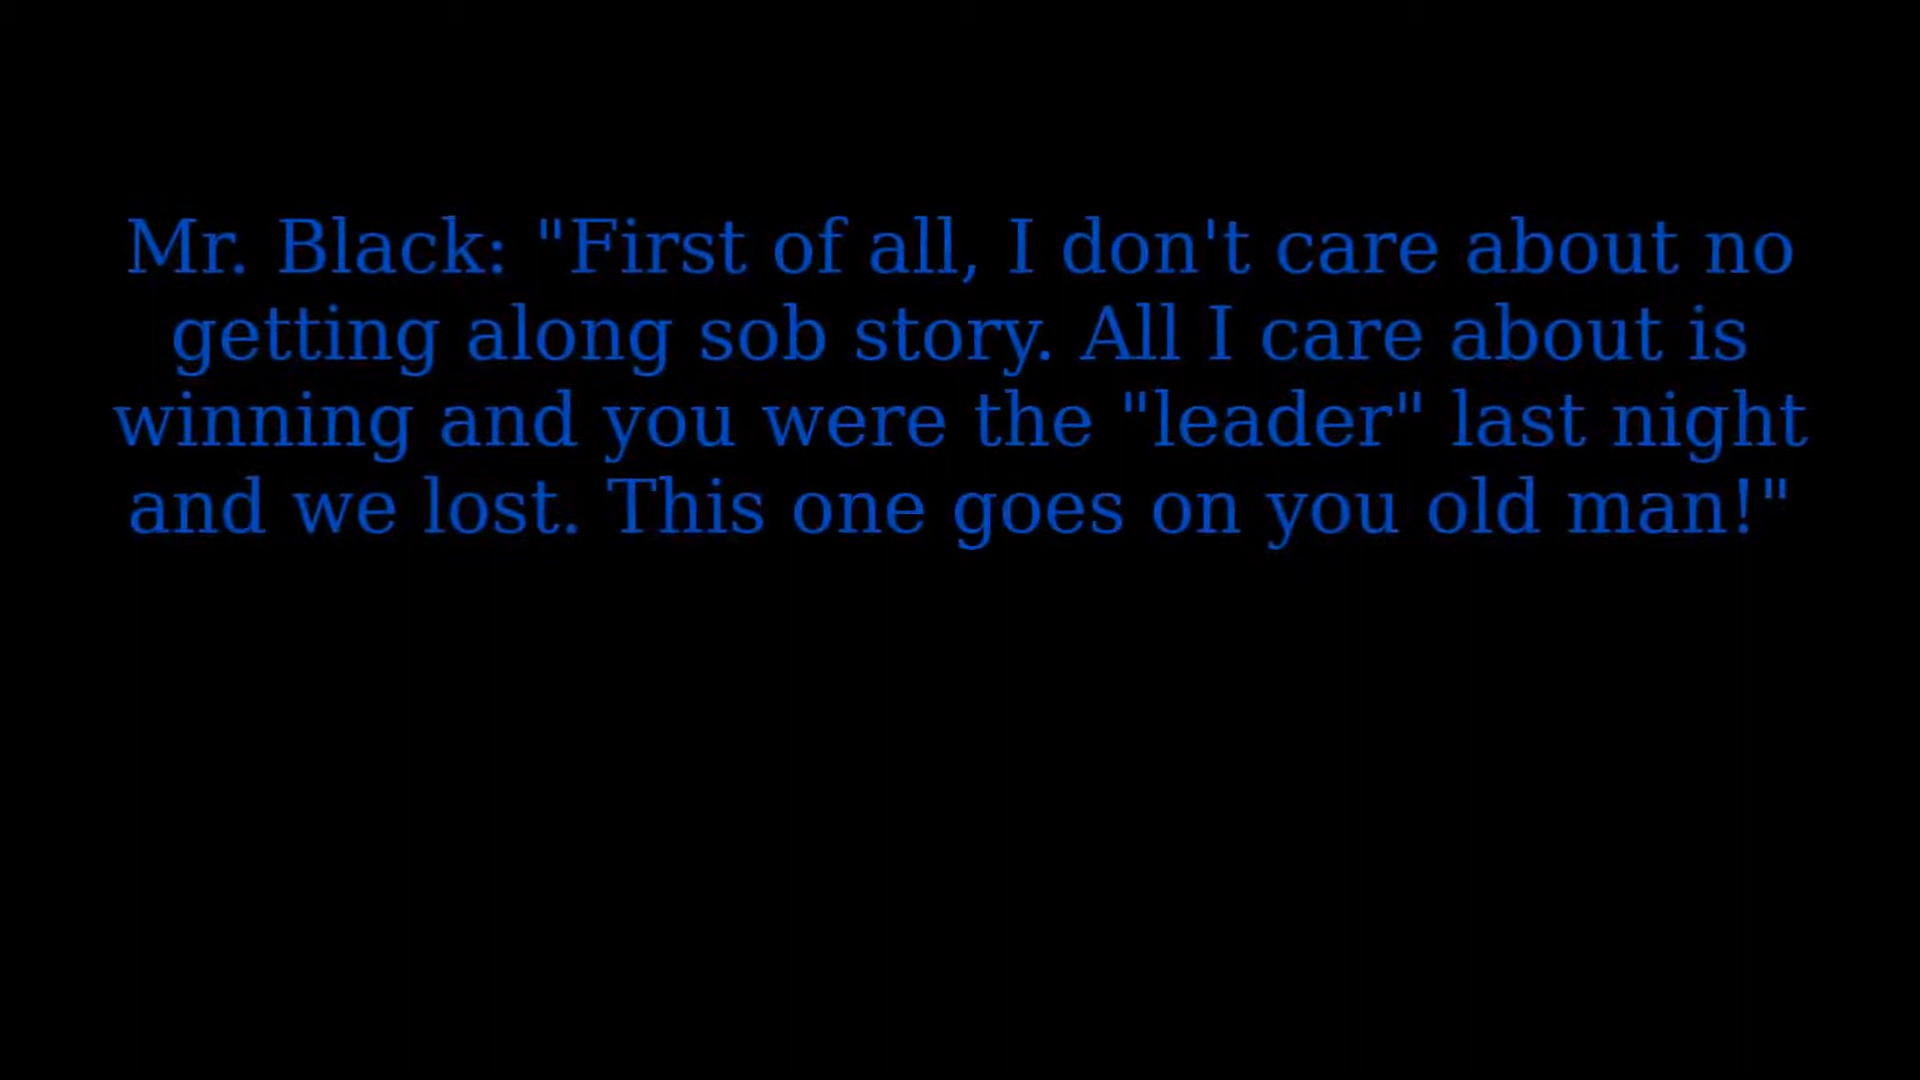 Mr. Black: "First of all, I don't care about no
getting along sob story. All I care about is
winning and you were the "leader" last night
and we lost. This one goes on you old man!"